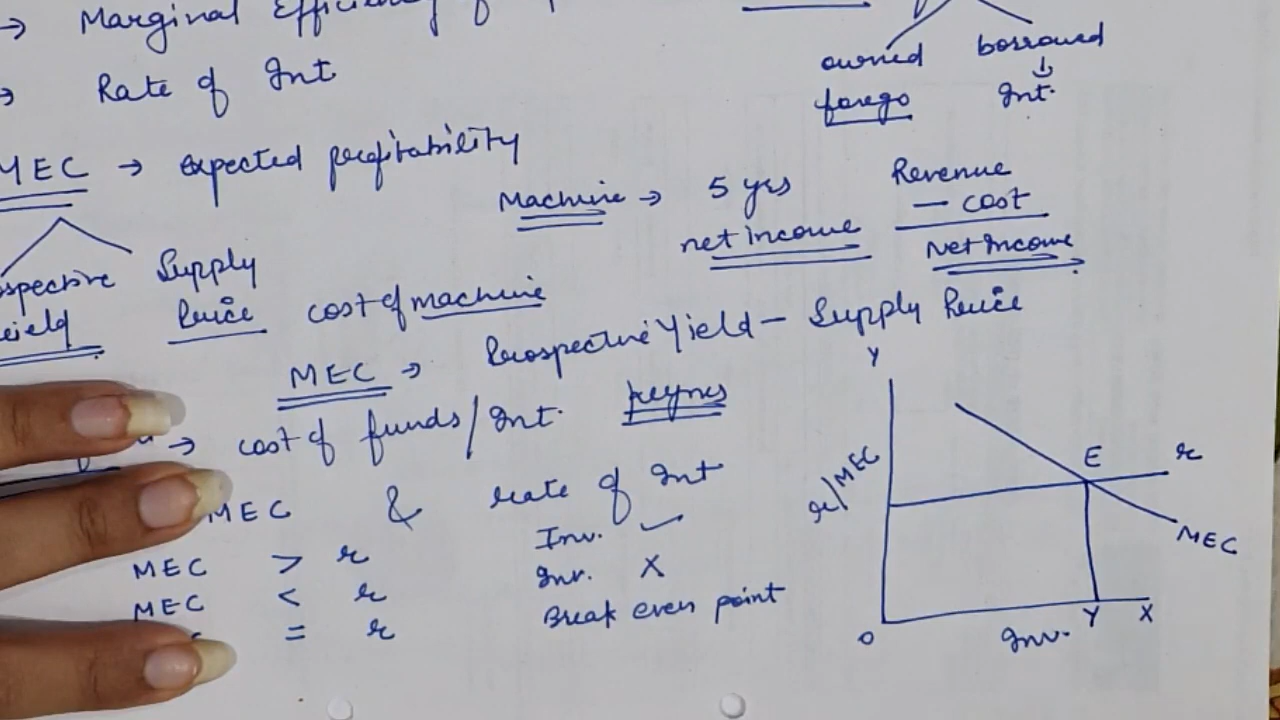 → Marginal Efficiency of
→ Rate of Int
owned borrowed
forego Int.
MEC → expected profitability
Machine → 5 yrs
net income
Revenue
— cost
Net Income
Supply
Price cost of machine
MEC → Prospective Yield — Supply Price
→ cost of funds/Int. keynes
MEC & rate of Int
MEC > r Inv. ✓
MEC < r Inv. X
= r Break even point
Y
r/MEC
E r
MEC
O Inv. Y X